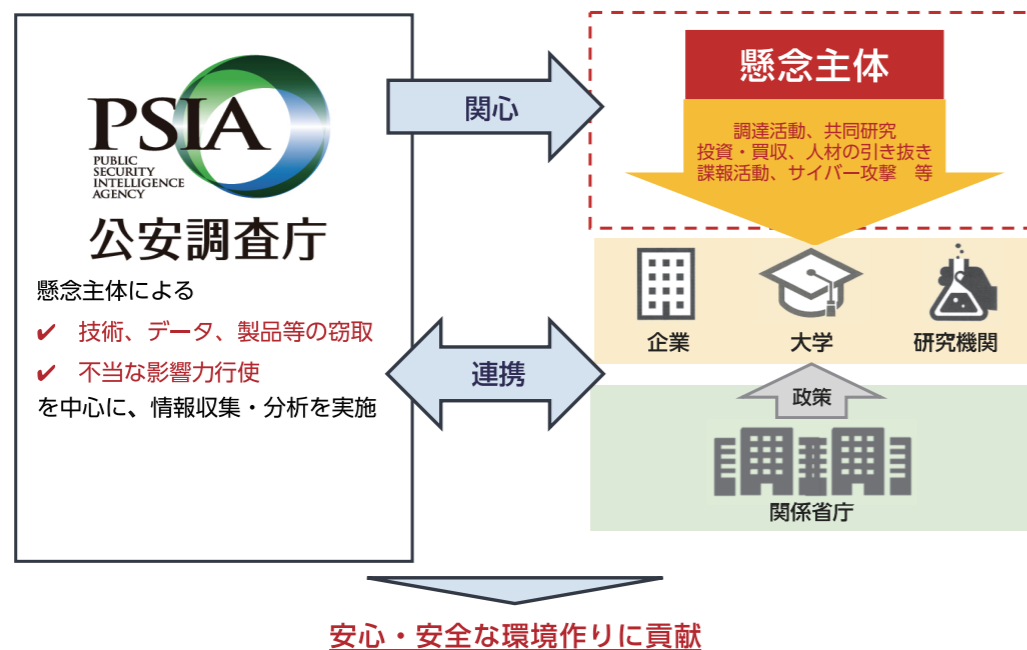 PSIA
PUBLIC
SECURITY
INTELLIGENCE
AGENCY
公安調査庁
懸念主体による
✔ 技術、データ、製品等の窃取
✔ 不当な影響力行使
を中心に、情報収集・分析を実施
関心
連携
懸念主体
調達活動、共同研究
投資・買収、人材の引き抜き
諜報活動、サイバー攻撃　等
企業
大学
研究機関
政策
関係省庁
安心・安全な環境作りに貢献